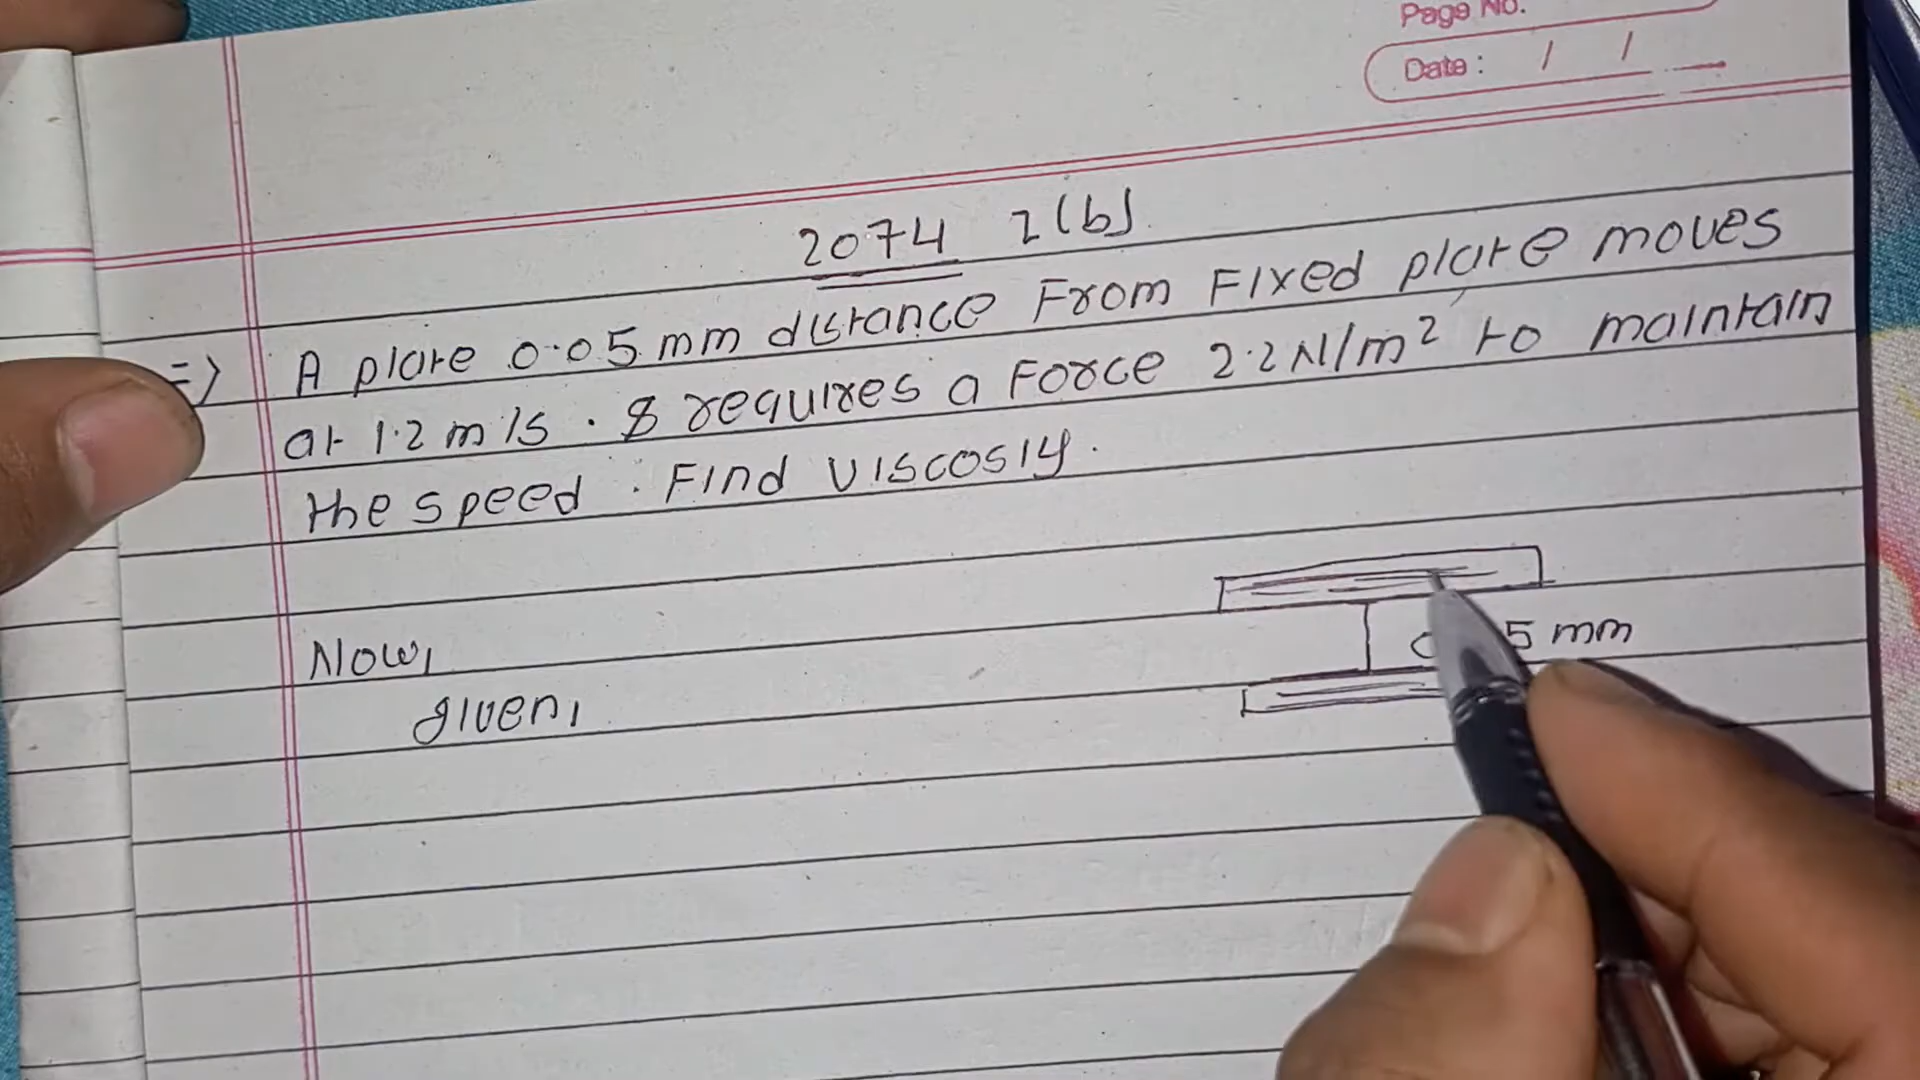 Page No.
Date : / /
2074 2(b)
=) A plate 0.05 mm distance From Fixed plate moves
at 1.2 m/s . & requires a Force 2.2 N/m² to maintain
the speed . Find viscosiy.
5 mm
Now,
given,